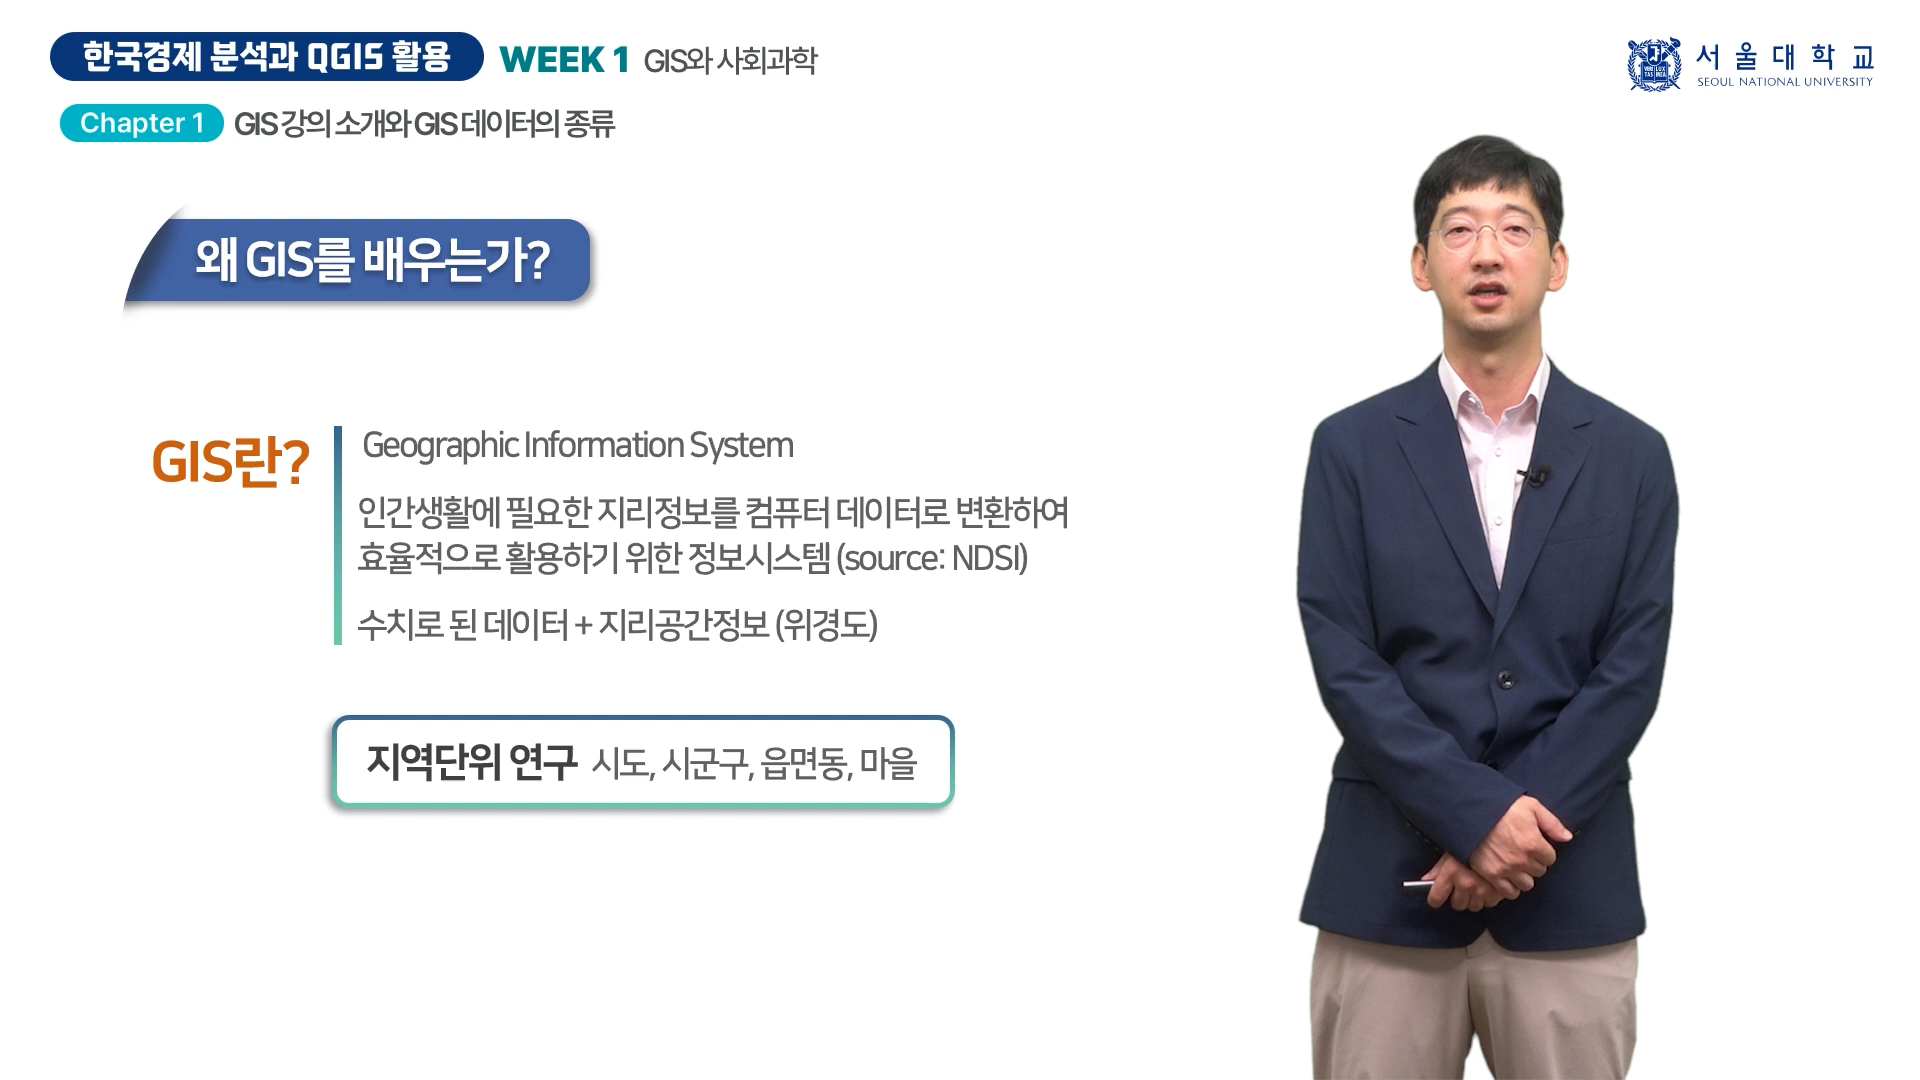 한국경제 분석과 QGIS 활용 WEEK 1 GIS와 사회과학
서울대학교
SEOUL NATIONAL UNIVERSITY
Chapter 1 GIS 강의 소개와 GIS 데이터의 종류
왜 GIS를 배우는가?
GIS란?
Geographic Information System
인간생활에 필요한 지리정보를 컴퓨터 데이터로 변환하여
효율적으로 활용하기 위한 정보시스템 (source: NDSI)
수치로 된 데이터 + 지리공간정보 (위경도)
지역단위 연구 시도, 시군구, 읍면동, 마을